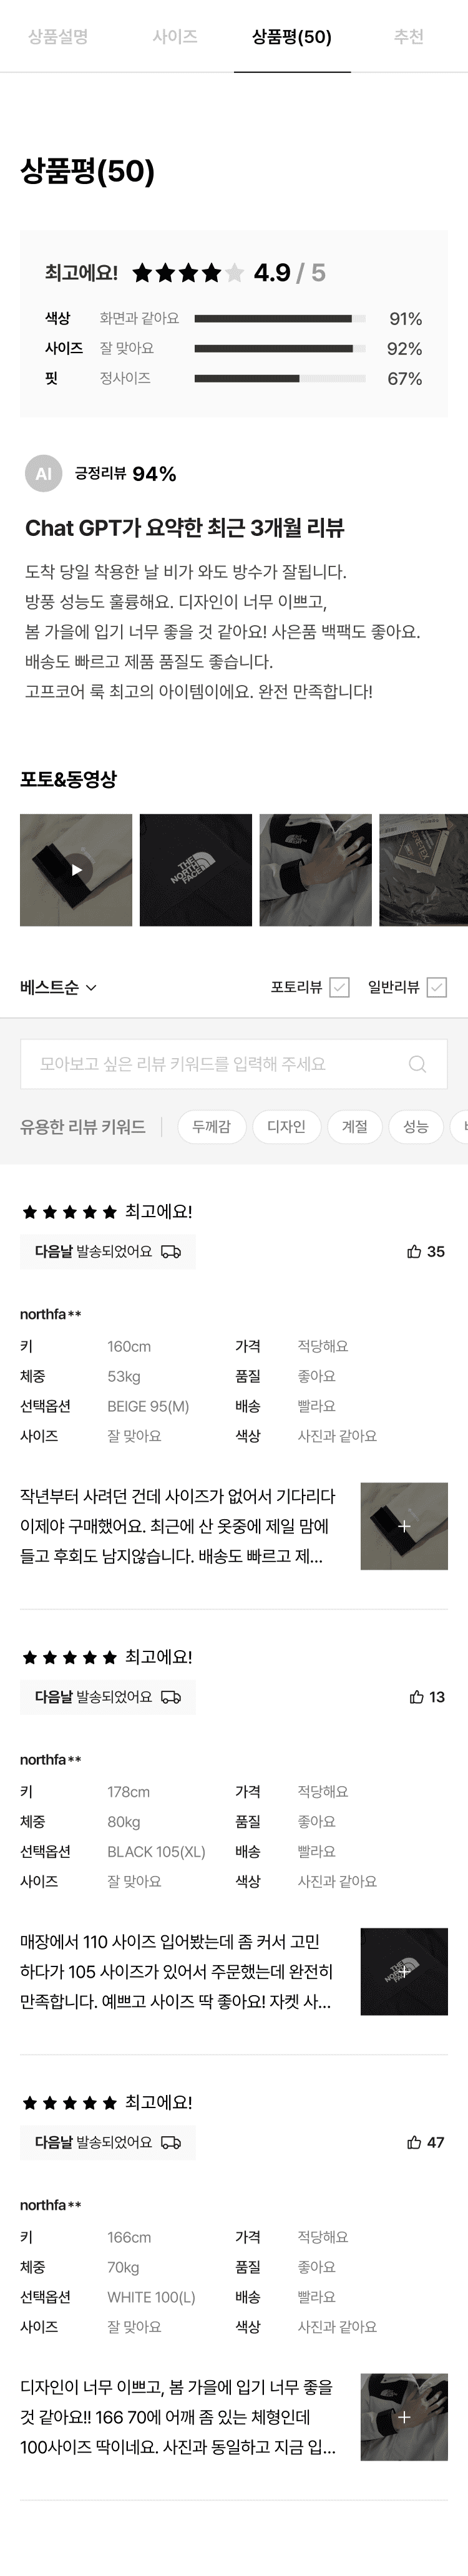 상품설명 사이즈 상품평(50) 추천
상품평(50)
최고에요! 4.9 / 5
색상 화면과 같아요 91%
사이즈 잘 맞아요 92%
핏 정사이즈 67%
AI 긍정리뷰 94%
Chat GPT가 요약한 최근 3개월 리뷰
도착 당일 착용한 날 비가 와도 방수가 잘됩니다.
방풍 성능도 훌륭해요. 디자인이 너무 이쁘고,
봄 가을에 입기 너무 좋을 것 같아요! 사은품 백팩도 좋아요.
배송도 빠르고 제품 품질도 좋습니다.
고프코어 룩 최고의 아이템이에요. 완전 만족합니다!
포토&동영상
THE
NORTH
FACE
GORE-TEX
베스트순 포토리뷰 일반리뷰
모아보고 싶은 리뷰 키워드를 입력해 주세요
유용한 리뷰 키워드 두께감 디자인 계절 성능
최고에요!
다음날 발송되었어요 35
northfa**
키 160cm 가격 적당해요
체중 53kg 품질 좋아요
선택옵션 BEIGE 95(M) 배송 빨라요
사이즈 잘 맞아요 색상 사진과 같아요
작년부터 사려던 건데 사이즈가 없어서 기다리다
이제야 구매했어요. 최근에 산 옷중에 제일 맘에
들고 후회도 남지않습니다. 배송도 빠르고 제...
최고에요!
다음날 발송되었어요 13
northfa**
키 178cm 가격 적당해요
체중 80kg 품질 좋아요
선택옵션 BLACK 105(XL) 배송 빨라요
사이즈 잘 맞아요 색상 사진과 같아요
매장에서 110 사이즈 입어봤는데 좀 커서 고민
하다가 105 사이즈가 있어서 주문했는데 완전히
만족합니다. 예쁘고 사이즈 딱 좋아요! 자켓 사...
THE
NORTH
FACE
최고에요!
다음날 발송되었어요 47
northfa**
키 166cm 가격 적당해요
체중 70kg 품질 좋아요
선택옵션 WHITE 100(L) 배송 빨라요
사이즈 잘 맞아요 색상 사진과 같아요
디자인이 너무 이쁘고, 봄 가을에 입기 너무 좋을
것 같아요!! 166 70에 어깨 좀 있는 체형인데
100사이즈 딱이네요. 사진과 동일하고 지금 입...